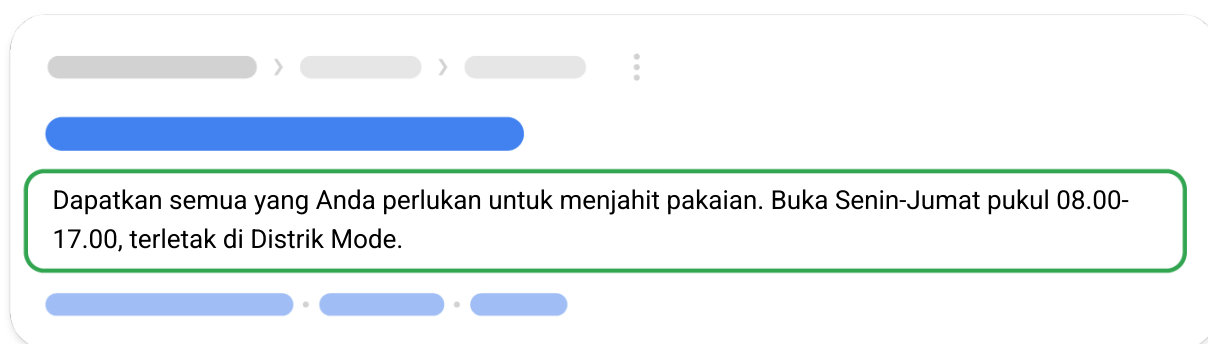 Dapatkan semua yang Anda perlukan untuk menjahit pakaian. Buka Senin-Jumat pukul 08.00-
17.00, terletak di Distrik Mode.